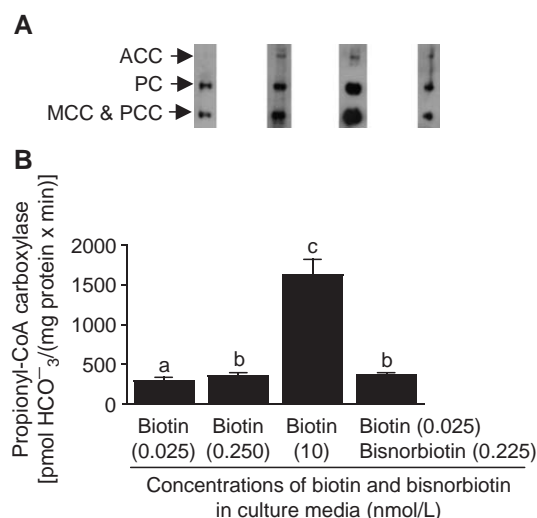 A
ACC
PC
MCC & PCC
B
Propionyl-CoA carboxylase
[pmol HCO⁻₃/(mg protein x min)]
2000
1500
1000
500
0
a
b
c
b
Biotin (0.025)
Biotin (0.250)
Biotin (10)
Biotin (0.025)
Bisnorbiotin (0.225)
Concentrations of biotin and bisnorbiotin
in culture media (nmol/L)